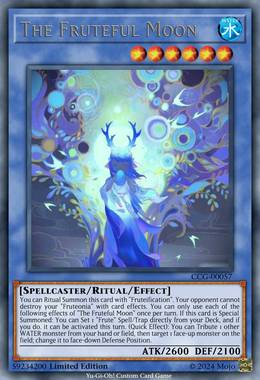 The Fruteful Moon
WATER
水
CCG-00057
[Spellcaster/Ritual/Effect]
You can Ritual Summon this card with "Fruteification". Your opponent cannot
destroy your "Fruteonia" with card effects. You can only use each of the
following effects of "The Fruteful Moon" once per turn. If this card is Special
Summoned: You can Set 1 "Frute" Spell/Trap directly from your Deck, and if
you do, it can be activated this turn. (Quick Effect): You can Tribute 1 other
WATER monster from your hand or field, then target 1 face-up monster on the
field; change it to face-down Defense Position.
ATK/2600 DEF/2100
59234200 Limited Edition © 2024 Mojo
Yu-Gi-Oh! Custom Card Game